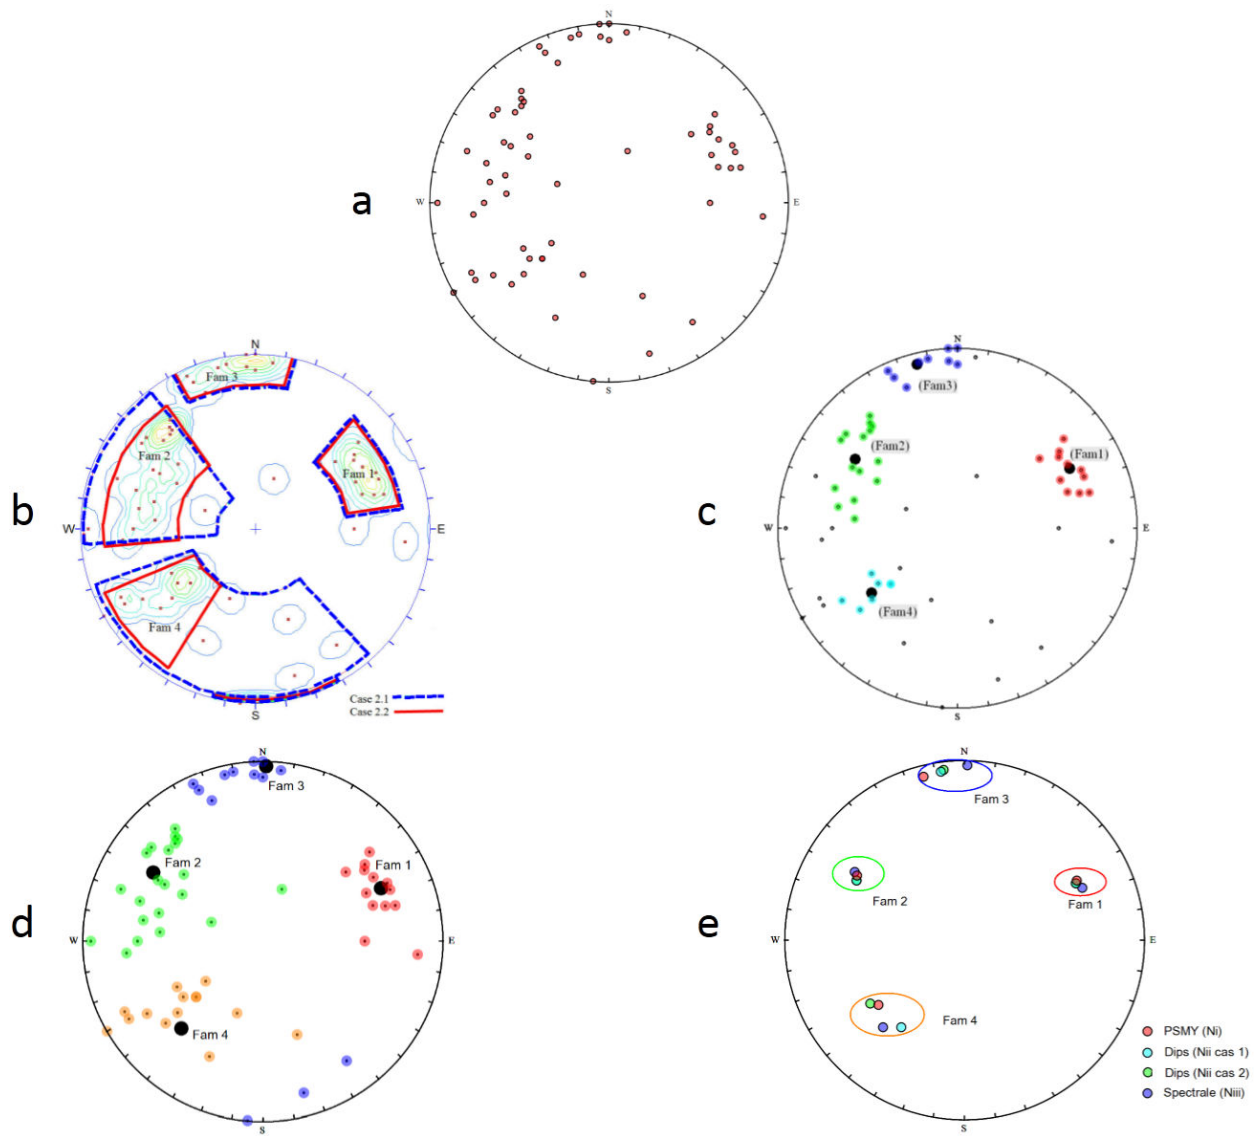 N
a
W
E
S
N
Fam 3
Fam 2
Fam 1
b
W
E
Fam 4
Case 2.1
Case 2.2
S
N
(Fam3)
(Fam2)
(Fam1)
c
W
E
(Fam4)
S
N
Fam 3
Fam 2
Fam 1
d
W
E
Fam 4
S
N
Fam 3
Fam 2
Fam 1
e
W
E
Fam 4
S
PSMY (Ni)
Dips (Nii cas 1)
Dips (Nii cas 2)
Spectrale (Niii)